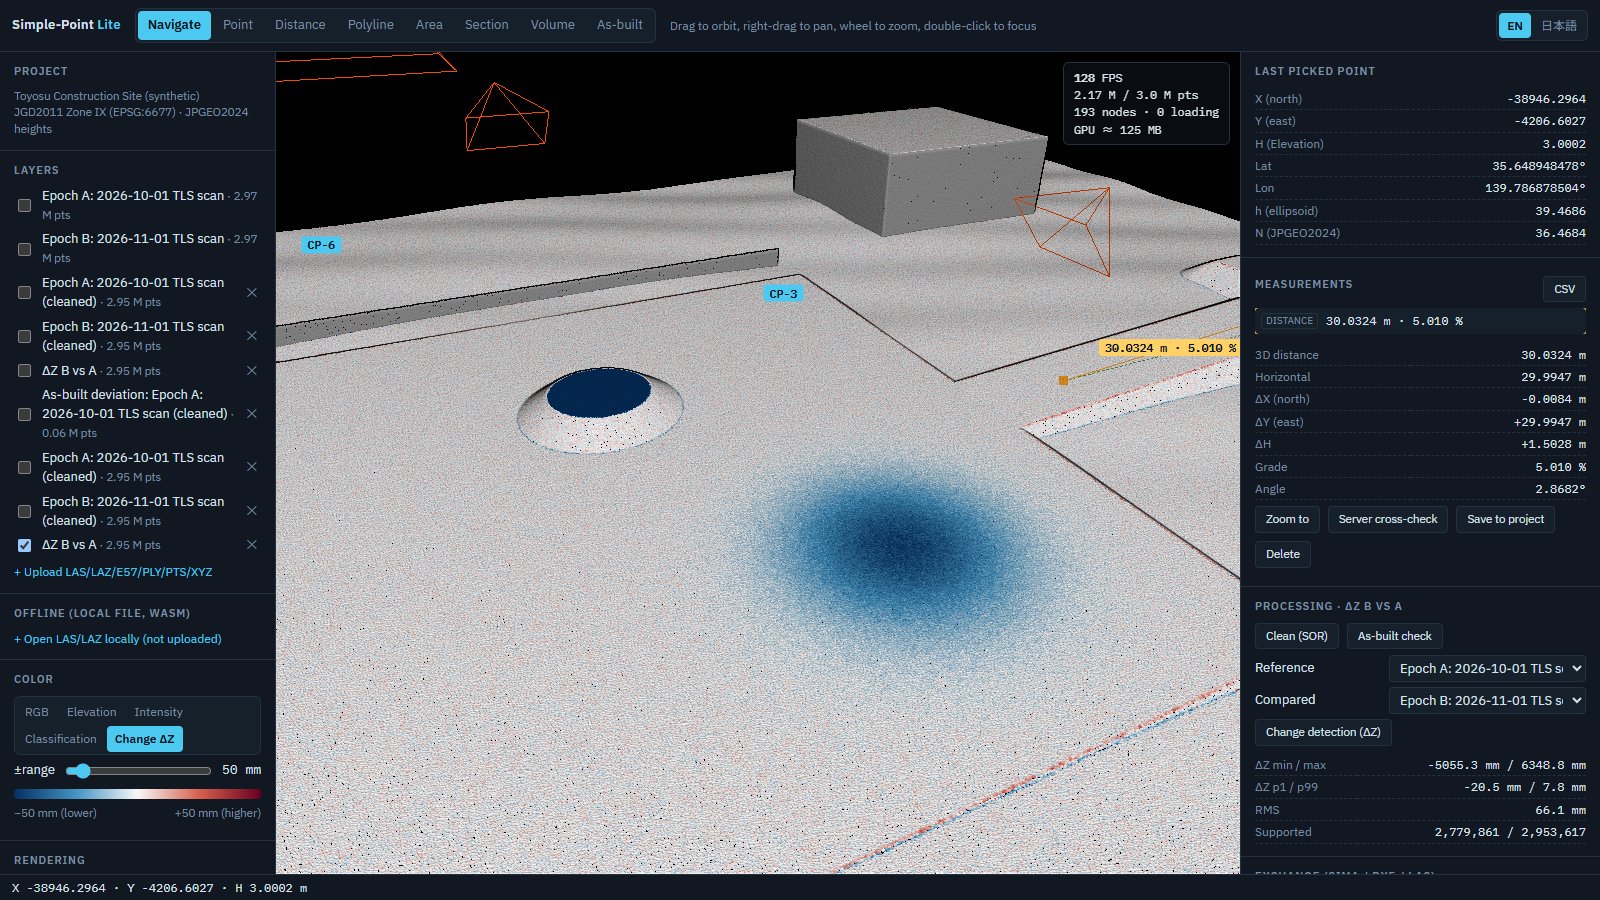 Simple-Point Lite
Navigate Point Distance Polyline Area Section Volume As-built
Drag to orbit, right-drag to pan, wheel to zoom, double-click to focus
EN 日本語
PROJECT
Toyosu Construction Site (synthetic)
JGD2011 Zone IX (EPSG:6677) · JPGEO2024
heights
LAYERS
Epoch A: 2026-10-01 TLS scan · 2.97
M pts
Epoch B: 2026-11-01 TLS scan · 2.97
M pts
Epoch A: 2026-10-01 TLS scan
(cleaned) · 2.95 M pts
Epoch B: 2026-11-01 TLS scan
(cleaned) · 2.95 M pts
ΔZ B vs A · 2.95 M pts
As-built deviation: Epoch A:
2026-10-01 TLS scan (cleaned) ·
0.06 M pts
Epoch A: 2026-10-01 TLS scan
(cleaned) · 2.95 M pts
Epoch B: 2026-11-01 TLS scan
(cleaned) · 2.95 M pts
ΔZ B vs A · 2.95 M pts
+ Upload LAS/LAZ/E57/PLY/PTS/XYZ
OFFLINE (LOCAL FILE, WASM)
+ Open LAS/LAZ locally (not uploaded)
COLOR
RGB Elevation Intensity
Classification Change ΔZ
±range 50 mm
−50 mm (lower) +50 mm (higher)
RENDERING
128 FPS
2.17 M / 3.0 M pts
193 nodes · 0 loading
GPU ≈ 125 MB
CP-6
CP-3
30.0324 m · 5.010 %
LAST PICKED POINT
X (north) -38946.2964
Y (east) -4206.6027
H (Elevation) 3.0002
Lat 35.648948478°
Lon 139.786878504°
h (ellipsoid) 39.4686
N (JPGEO2024) 36.4684
MEASUREMENTS CSV
DISTANCE 30.0324 m · 5.010 %
3D distance 30.0324 m
Horizontal 29.9947 m
ΔX (north) -0.0084 m
ΔY (east) +29.9947 m
ΔH +1.5028 m
Grade 5.010 %
Angle 2.8682°
Zoom to Server cross-check Save to project
Delete
PROCESSING · ΔZ B VS A
Clean (SOR) As-built check
Reference Epoch A: 2026-10-01 TLS s
Compared Epoch B: 2026-11-01 TLS s
Change detection (ΔZ)
ΔZ min / max -5055.3 mm / 6348.8 mm
ΔZ p1 / p99 -20.5 mm / 7.8 mm
RMS 66.1 mm
Supported 2,779,861 / 2,953,617
X -38946.2964 · Y -4206.6027 · H 3.0002 m